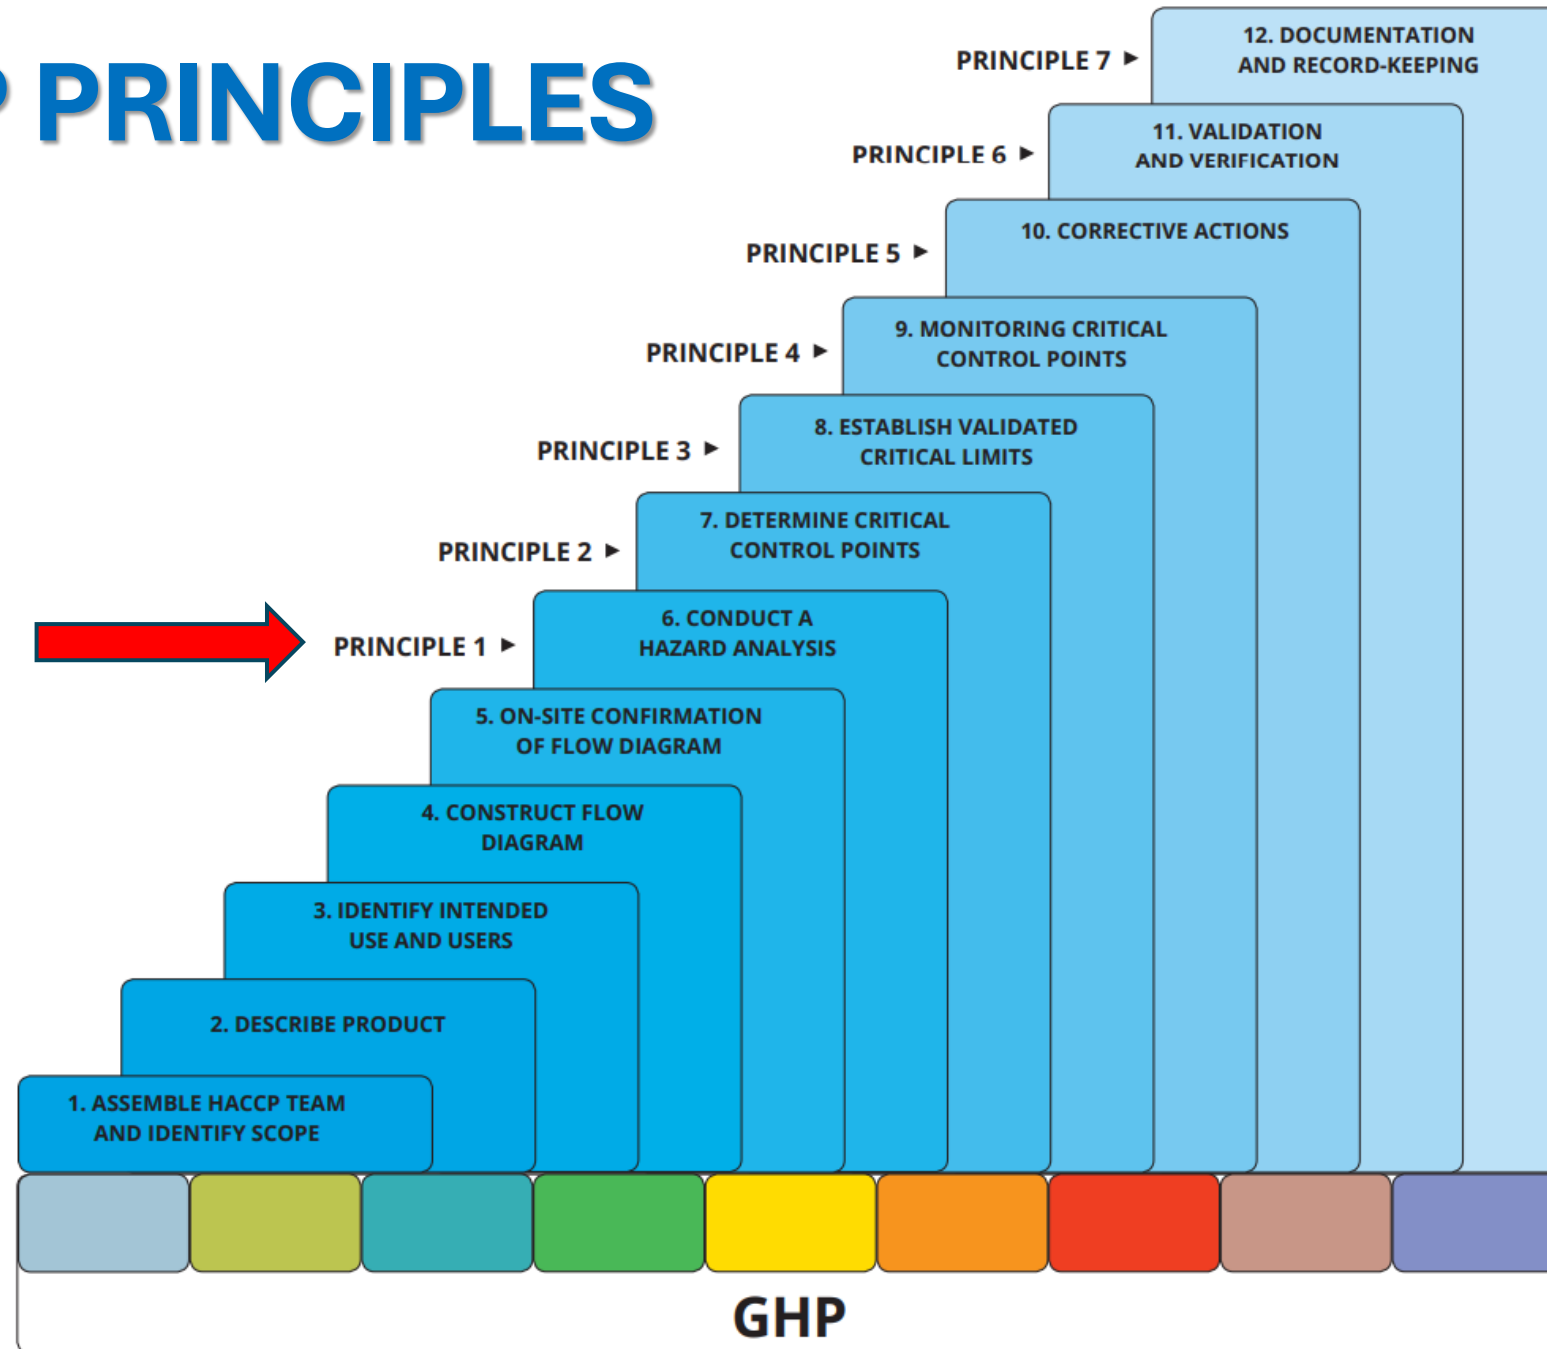 P PRINCIPLES
PRINCIPLE 7 ►
12. DOCUMENTATION
AND RECORD-KEEPING
PRINCIPLE 6 ►
11. VALIDATION
AND VERIFICATION
PRINCIPLE 5 ►
10. CORRECTIVE ACTIONS
PRINCIPLE 4 ►
9. MONITORING CRITICAL
CONTROL POINTS
PRINCIPLE 3 ►
8. ESTABLISH VALIDATED
CRITICAL LIMITS
PRINCIPLE 2 ►
7. DETERMINE CRITICAL
CONTROL POINTS
PRINCIPLE 1 ►
6. CONDUCT A
HAZARD ANALYSIS
5. ON-SITE CONFIRMATION
OF FLOW DIAGRAM
4. CONSTRUCT FLOW
DIAGRAM
3. IDENTIFY INTENDED
USE AND USERS
2. DESCRIBE PRODUCT
1. ASSEMBLE HACCP TEAM
AND IDENTIFY SCOPE
GHP